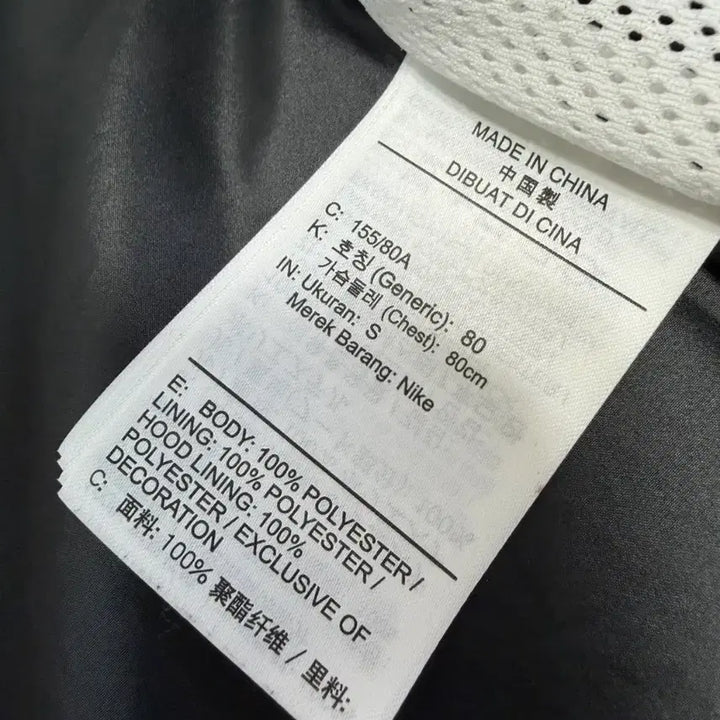 MADE IN CHINA
中国製
DIBUAT DI CINA
C: 155/80A
K: 호칭 (Generic): 80
가슴둘레 (Chest): 80cm
IN: Ukuran: S
Merek Barang: Nike
E: BODY: 100% POLYESTER /
LINING: 100% POLYESTER /
HOOD LINING: 100%
POLYESTER / EXCLUSIVE OF
DECORATION
C: 面料: 100% 聚酯纤维 / 里料: